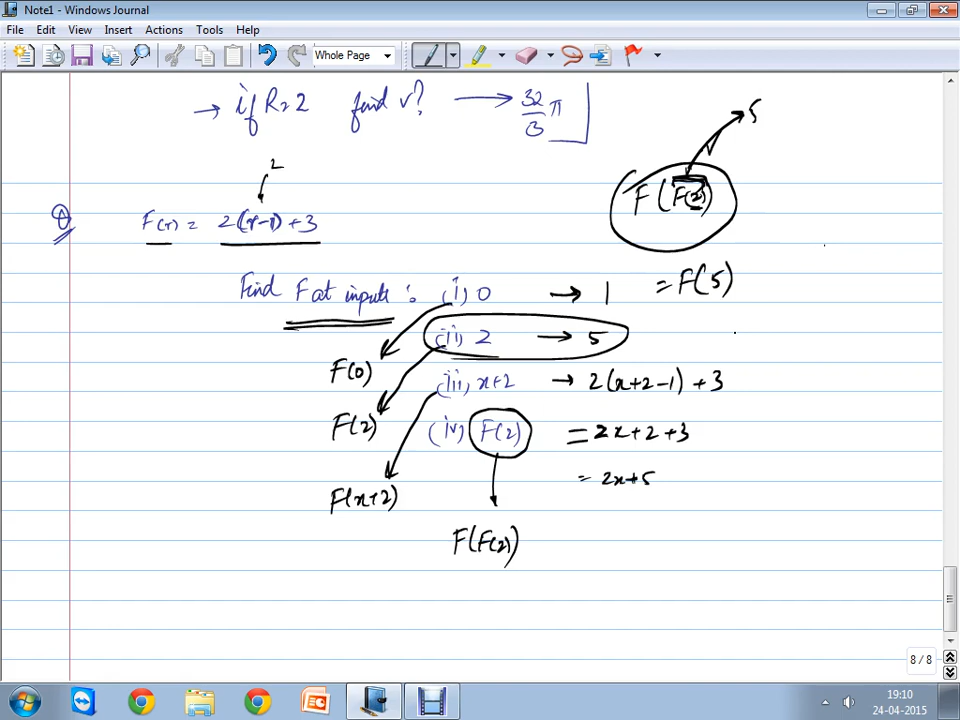 Note1 - Windows Journal
File Edit View Insert Actions Tools Help
Whole Page
→ if R=2 find V? → 32/3 π
2
5
F(F(2))
Q F(x) = 2(x-1)+3
Find F at inputs : (i) 0 → 1 = F(5)
(ii) 2 → 5
F(0)
(iii) x+2 → 2(x+2-1)+3
F(2) (iv) F(2) = 2x+2+3
F(x+2) = 2x+5
F(F(2))
8 / 8
19:10
24-04-2015